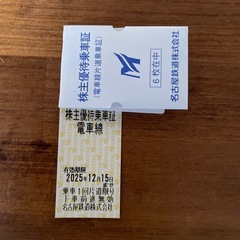 株主優待乗車証
(電車線片道乗車証)
6枚在中
名古屋鉄道株式会社
株主優待乗車証
電車線
有効期限
2025年12月15日
まで
乗車1回片道限り
下車前途無効
名古屋鉄道株式会社